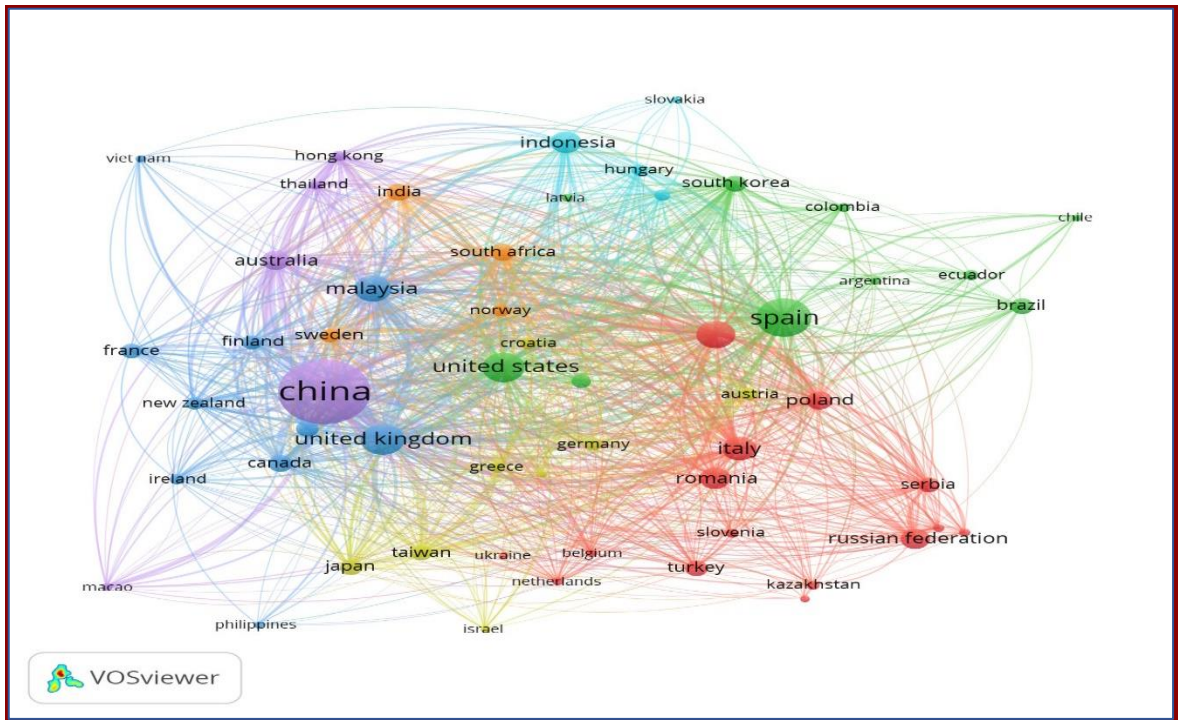 slovakia
indonesia
viet nam
hong kong
hungary
thailand
india
latvia
south korea
colombia
chile
south africa
australia
malaysia
argentina
ecuador
norway
spain
brazil
sweden
finland
croatia
france
united states
china
austria
poland
new zealand
united kingdom
germany
italy
canada
greece
ireland
romania
serbia
slovenia
russian federation
taiwan
ukraine
belgium
japan
turkey
netherlands
kazakhstan
macao
philippines
israel
VOSviewer